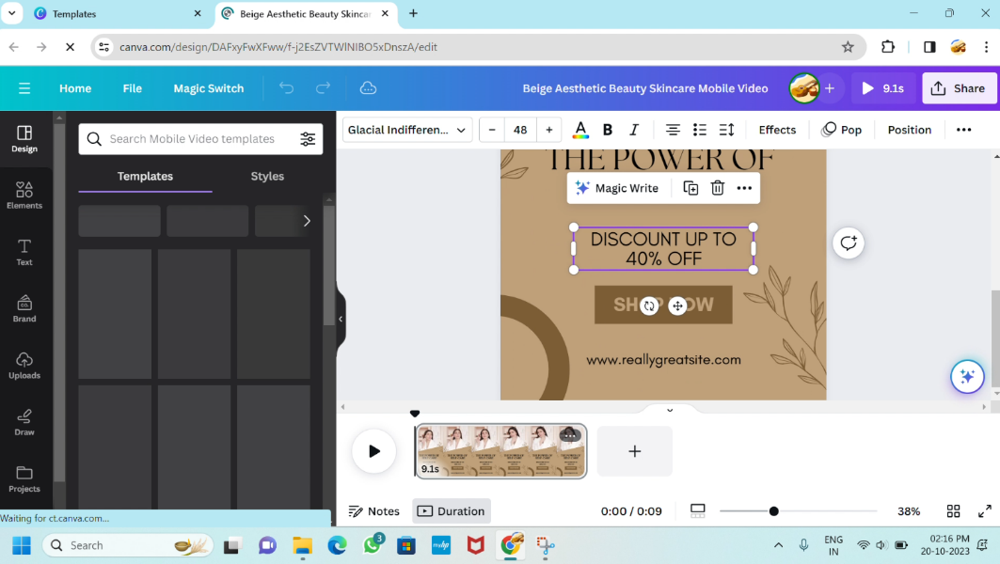 Templates
Beige Aesthetic Beauty Skincar
canva.com/design/DAFxyFwXFww/f-j2EsZVTWlNIBO5xDnszA/edit
Home File Magic Switch Beige Aesthetic Beauty Skincare Mobile Video 9.1s Share
Design
Elements
Text
Brand
Uploads
Draw
Projects
Search Mobile Video templates
Templates Styles
Glacial Indifferen... 48 A B I Effects Pop Position
THE POWER OF
Magic Write
DISCOUNT UP TO
40% OFF
SHOP NOW
www.reallygreatsite.com
9.1s
Notes Duration 0:00 / 0:09 38%
Waiting for ct.canva.com...
Search 3 ENG
IN
02:16 PM
20-10-2023